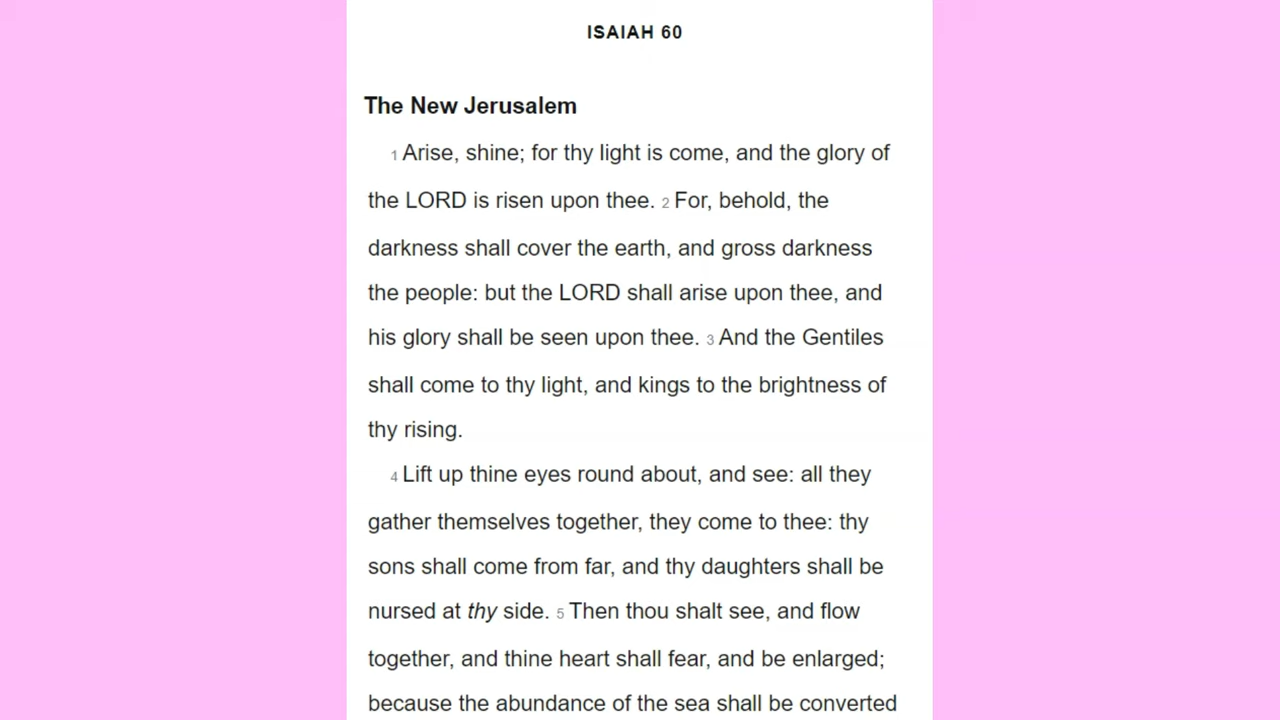 ISAIAH 60
The New Jerusalem
1 Arise, shine; for thy light is come, and the glory of
the LORD is risen upon thee. 2 For, behold, the
darkness shall cover the earth, and gross darkness
the people: but the LORD shall arise upon thee, and
his glory shall be seen upon thee. 3 And the Gentiles
shall come to thy light, and kings to the brightness of
thy rising.
4 Lift up thine eyes round about, and see: all they
gather themselves together, they come to thee: thy
sons shall come from far, and thy daughters shall be
nursed at thy side. 5 Then thou shalt see, and flow
together, and thine heart shall fear, and be enlarged;
because the abundance of the sea shall be converted